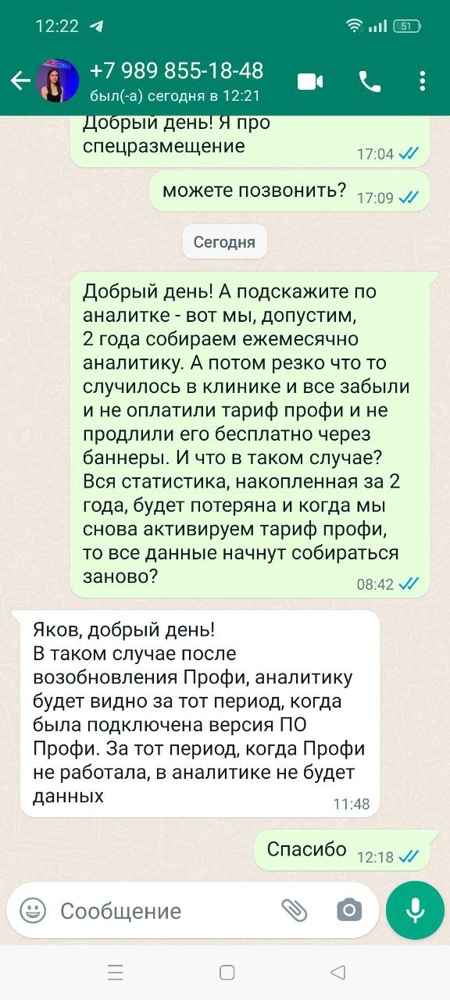 12:22
51
+7 989 855-18-48
был(-а) сегодня в 12:21
Добрый день! Я про
спецразмещение
17:04
можете позвонить?
17:09
Сегодня
Добрый день! А подскажите по
аналитке - вот мы, допустим,
2 года собираем ежемесячно
аналитику. А потом резко что то
случилось в клинике и все забыли
и не оплатили тариф профи и не
продлили его бесплатно через
баннеры. И что в таком случае?
Вся статистика, накопленная за 2
года, будет потеряна и когда мы
снова активируем тариф профи,
то все данные начнут собираться
заново?
08:42
Яков, добрый день!
В таком случае после
возобновления Профи, аналитику
будет видно за тот период, когда
была подключена версия ПО
Профи. За тот период, когда Профи
не работала, в аналитике не будет
данных
11:48
Спасибо
12:18
Сообщение